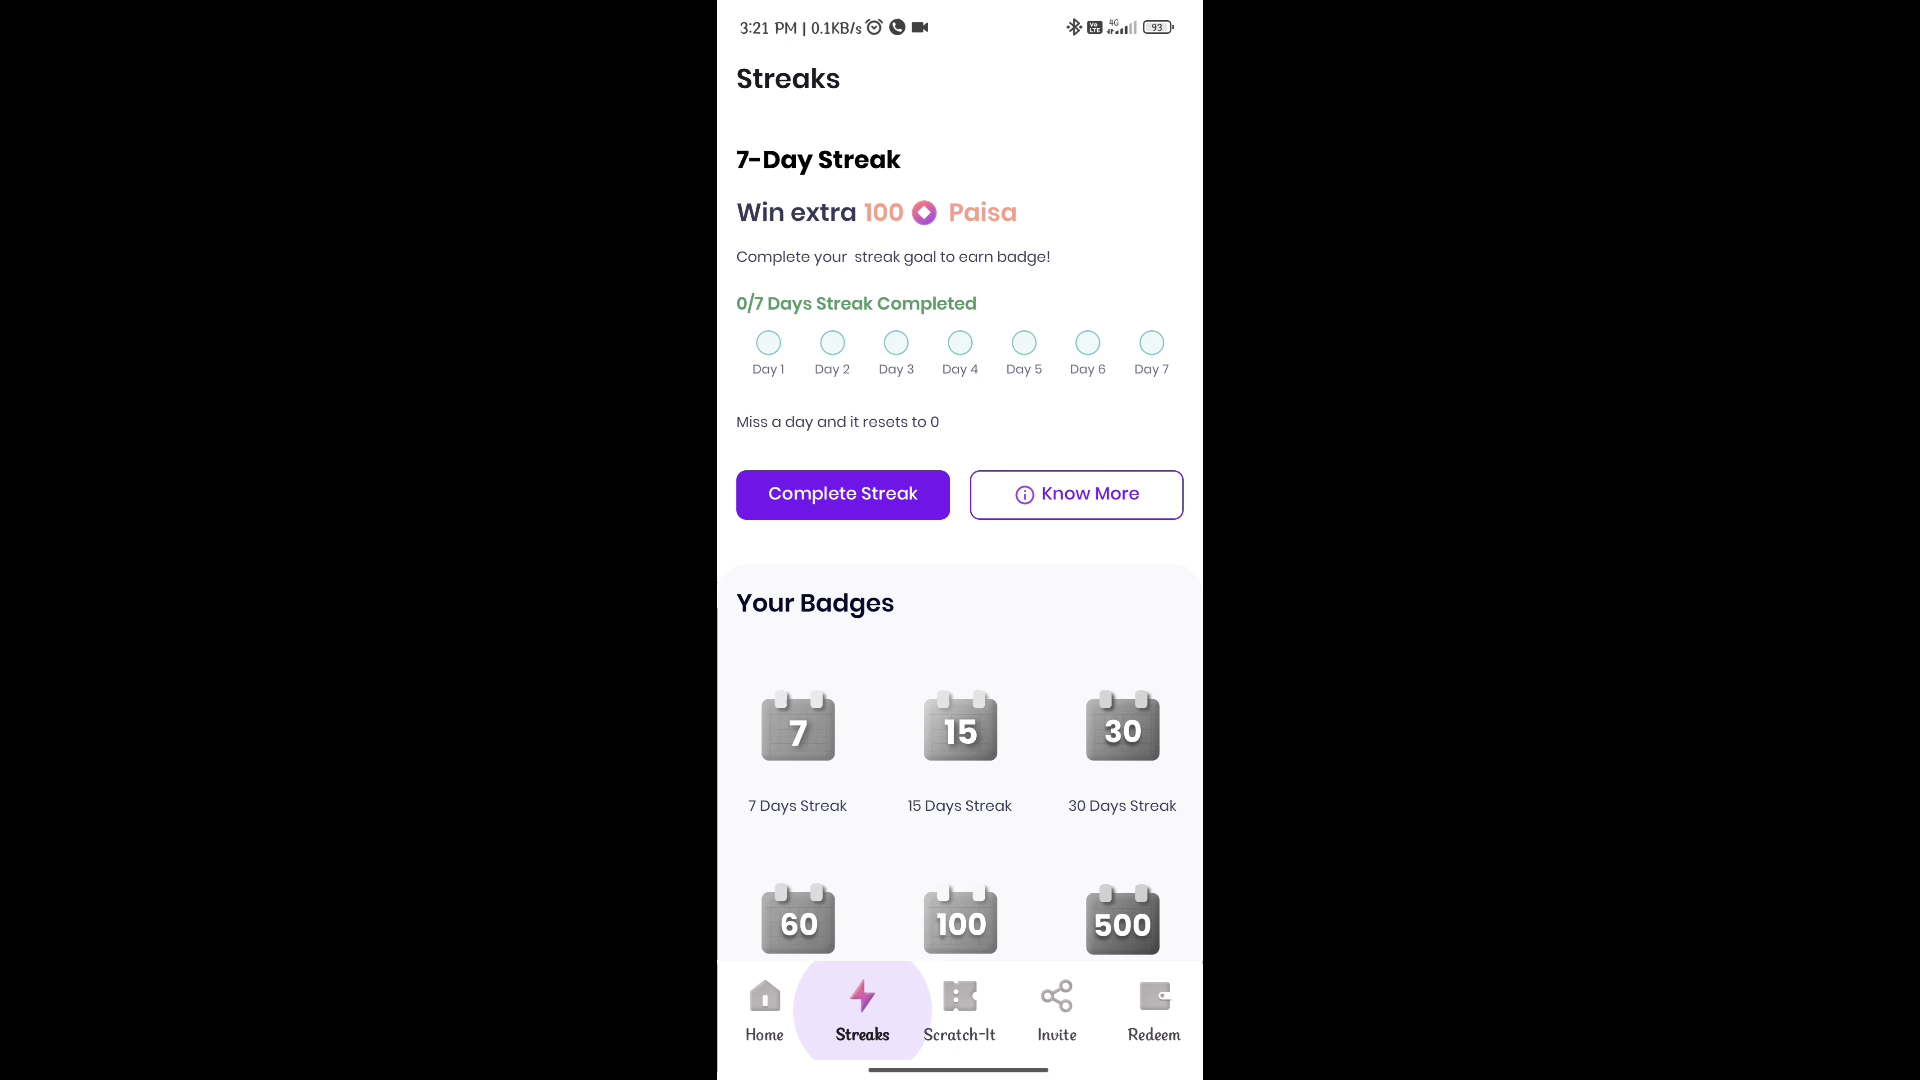 3:21 PM | 0.1KB/s 4G 93
Streaks
7-Day Streak
Win extra 100 Paisa
Complete your streak goal to earn badge!
0/7 Days Streak Completed
Day 1 Day 2 Day 3 Day 4 Day 5 Day 6 Day 7
Miss a day and it resets to 0
Complete Streak Know More
Your Badges
7 15 30
7 Days Streak 15 Days Streak 30 Days Streak
60 100 500
Home Streaks Scratch-It Invite Redeem